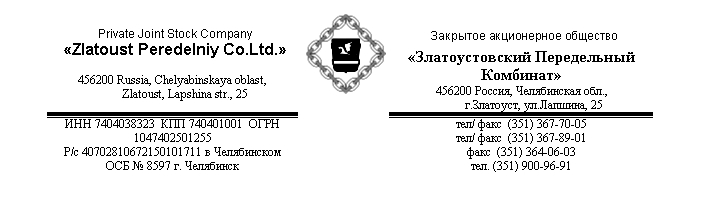 Private Joint Stock Company
«Zlatoust Peredelniy Co.Ltd.»
456200 Russia, Chelyabinskaya oblast,
Zlatoust, Lapshina str., 25
ИНН 7404038323 КПП 740401001 ОГРН
1047402501255
Р/с 40702810672150101711 в Челябинском
ОСБ № 8597 г. Челябинск
Закрытое акционерное общество
«Златоустовский Передельный
Комбинат»
456200 Россия, Челябинская обл.,
г.Златоуст, ул.Лапшина, 25
тел/ факс (351) 367-70-05
тел/ факс (351) 367-89-01
факс (351) 364-06-03
тел. (351) 900-96-91